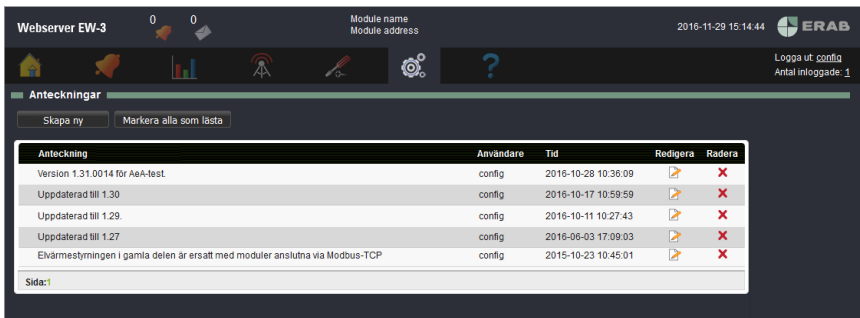 Webserver EW-3
0
0
Module name
Module address
2016-11-29 15:14:44
ERAB
?
Logga ut: config
Antal inloggade: 1
Anteckningar
Skapa ny
Markera alla som lästa
Anteckning Användare Tid Redigera Radera
Version 1.31.0014 för AeA-test. config 2016-10-28 10:36:09
Uppdaterad till 1.30 config 2016-10-17 10:59:59
Uppdaterad till 1.29. config 2016-10-11 10:27:43
Uppdaterad till 1.27 config 2016-06-03 17:09:03
Elvärmestyrningen i gamla delen är ersatt med moduler anslutna via Modbus-TCP config 2015-10-23 10:45:01
Sida:1